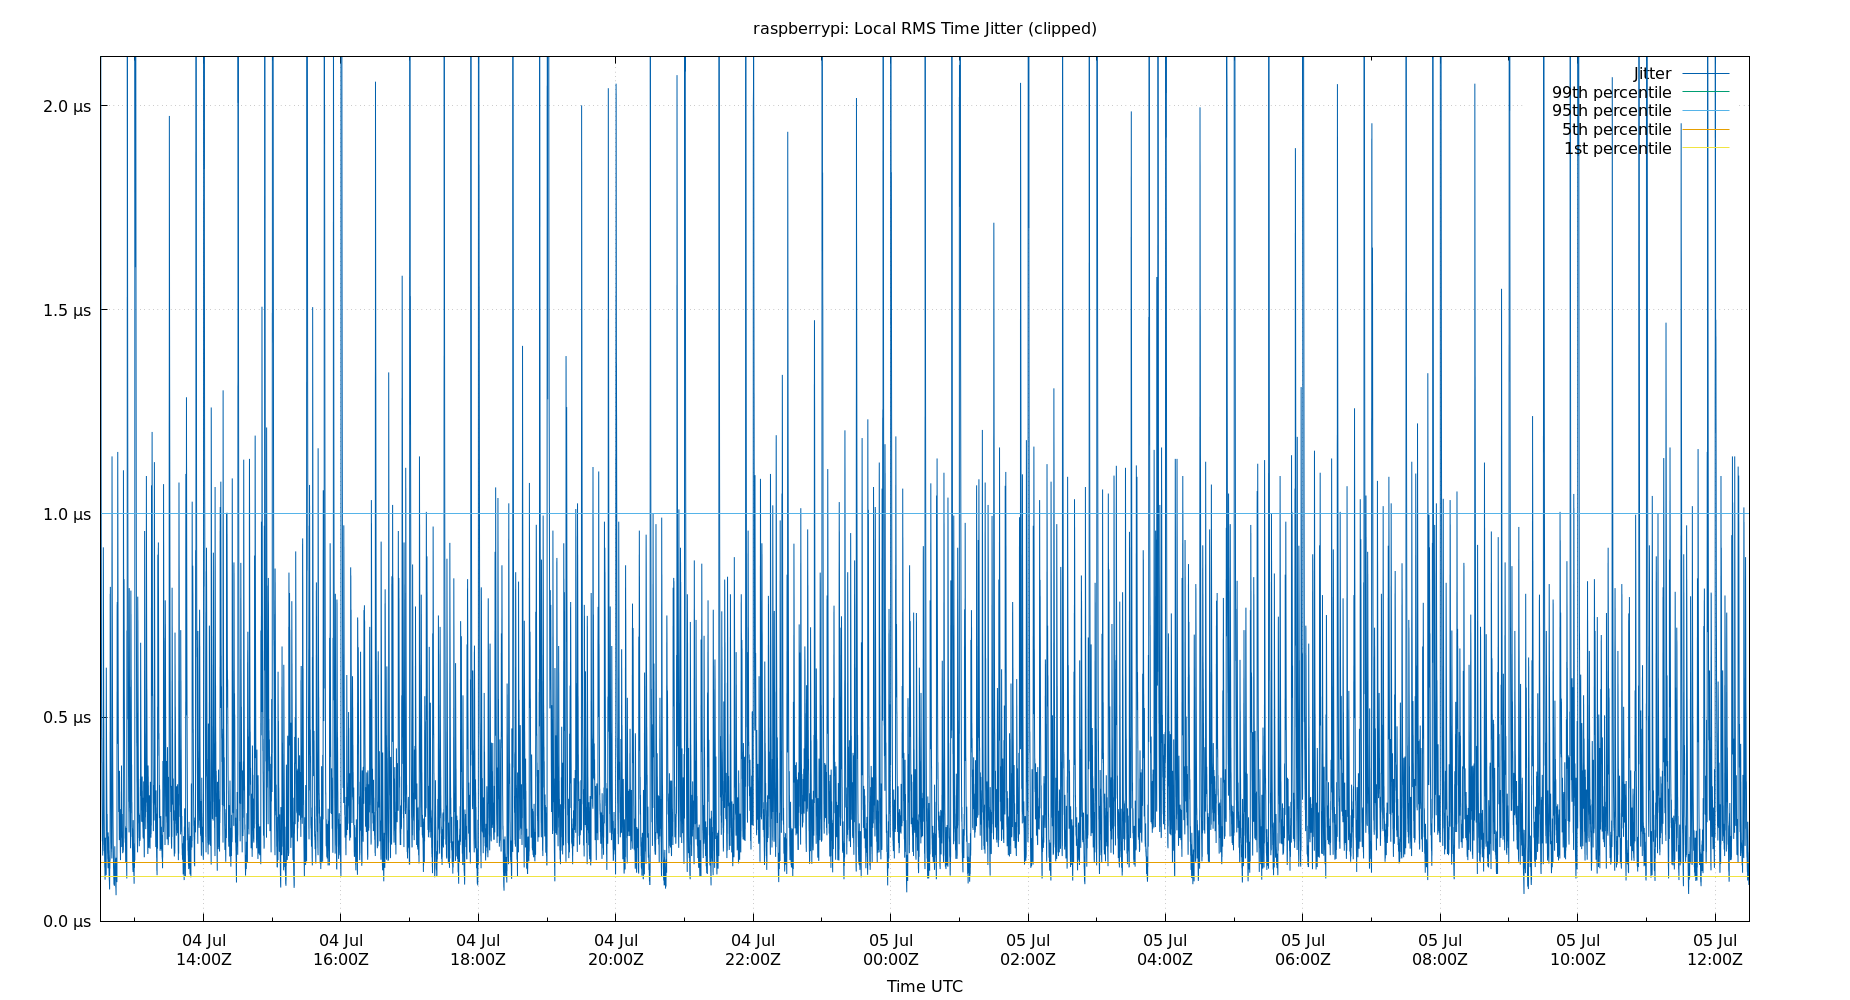 raspberrypi: Local RMS Time Jitter (clipped)
Jitter
99th percentile
95th percentile
5th percentile
1st percentile
2.0 µs
1.5 µs
1.0 µs
0.5 µs
0.0 µs
04 Jul 04 Jul 04 Jul 04 Jul 04 Jul 05 Jul 05 Jul 05 Jul 05 Jul 05 Jul 05 Jul 05 Jul
14:00Z 16:00Z 18:00Z 20:00Z 22:00Z 00:00Z 02:00Z 04:00Z 06:00Z 08:00Z 10:00Z 12:00Z
Time UTC